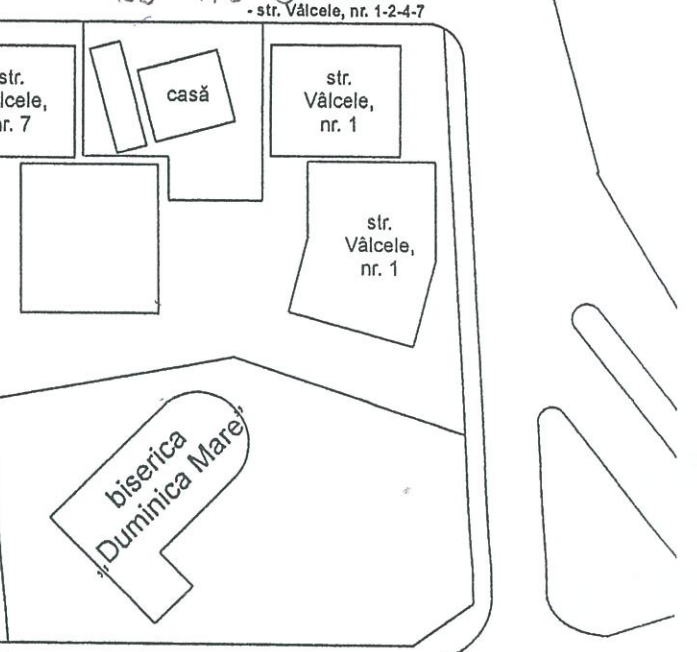 - str. Vâlcele, nr. 1-2-4-7
str.
lcele,
nr. 7
casă
str.
Vâlcele,
nr. 1
str.
Vâlcele,
nr. 1
biserica
„Duminica Mare”